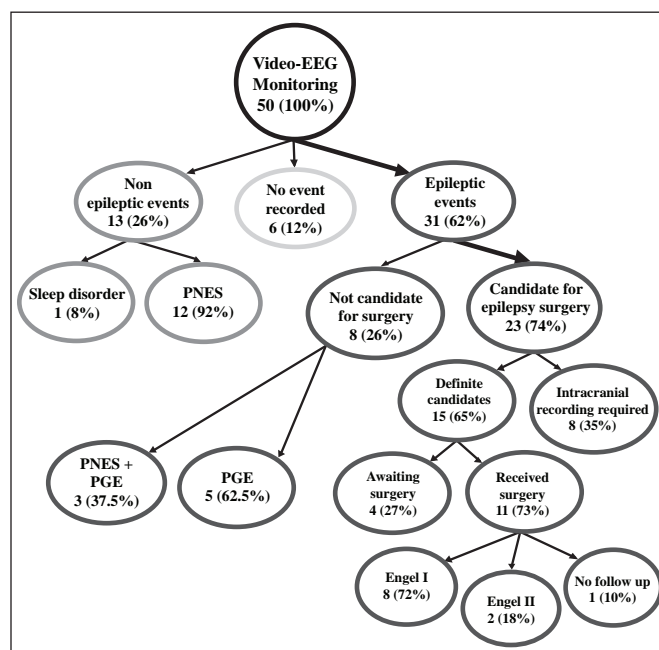 Video-EEG
Monitoring
50 (100%)
Non
epileptic events
13 (26%)
No event
recorded
6 (12%)
Epileptic
events
31 (62%)
Sleep disorder
1 (8%)
PNES
12 (92%)
Not candidate
for surgery
8 (26%)
Candidate for
epilepsy surgery
23 (74%)
Definite
candidates
15 (65%)
Intracranial
recording required
8 (35%)
PNES +
PGE
3 (37.5%)
PGE
5 (62.5%)
Awaiting
surgery
4 (27%)
Received
surgery
11 (73%)
Engel I
8 (72%)
Engel II
2 (18%)
No follow up
1 (10%)